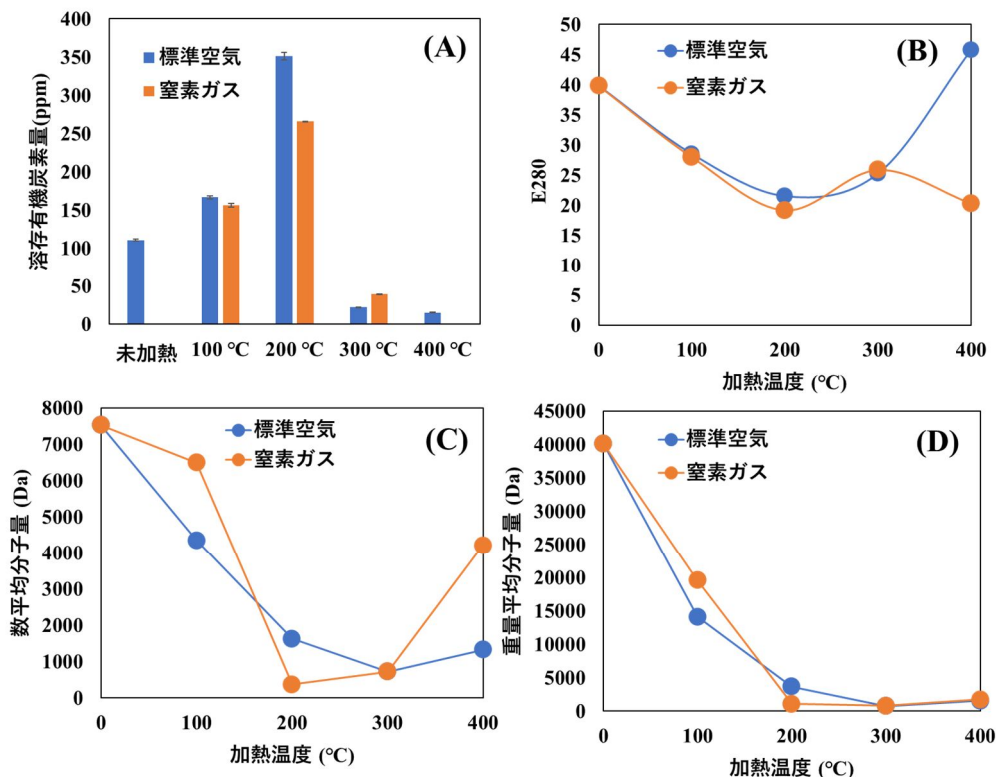 (A)
標準空気
窒素ガス
溶存有機炭素量(ppm)
400
350
300
250
200
150
100
50
0
未加熱 100 ℃ 200 ℃ 300 ℃ 400 ℃
(B)
標準空気
窒素ガス
E280
50
45
40
35
30
25
20
15
10
5
0
0 100 200 300 400
加熱温度 (℃)
(C)
標準空気
窒素ガス
数平均分子量 (Da)
8000
7000
6000
5000
4000
3000
2000
1000
0
0 100 200 300 400
加熱温度 (℃)
(D)
標準空気
窒素ガス
重量平均分子量 (Da)
45000
40000
35000
30000
25000
20000
15000
10000
5000
0
0 100 200 300 400
加熱温度 (℃)